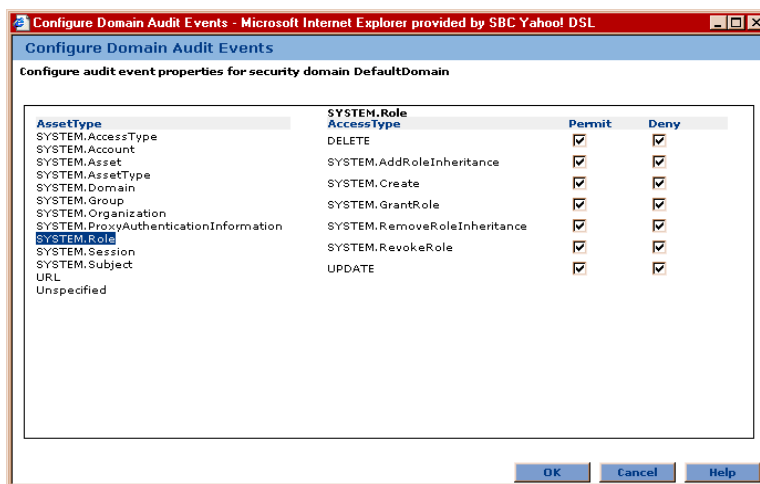 Configure Domain Audit Events - Microsoft Internet Explorer provided by SBC Yahoo! DSL
Configure Domain Audit Events
Configure audit event properties for security domain DefaultDomain
AssetType
SYSTEM.AccessType
SYSTEM.Account
SYSTEM.Asset
SYSTEM.AssetType
SYSTEM.Domain
SYSTEM.Group
SYSTEM.Organization
SYSTEM.ProxyAuthenticationInformation
SYSTEM.Role
SYSTEM.Session
SYSTEM.Subject
URL
Unspecified
SYSTEM.Role
AccessType Permit Deny
DELETE
SYSTEM.AddRoleInheritance
SYSTEM.Create
SYSTEM.GrantRole
SYSTEM.RemoveRoleInheritance
SYSTEM.RevokeRole
UPDATE
OK Cancel Help